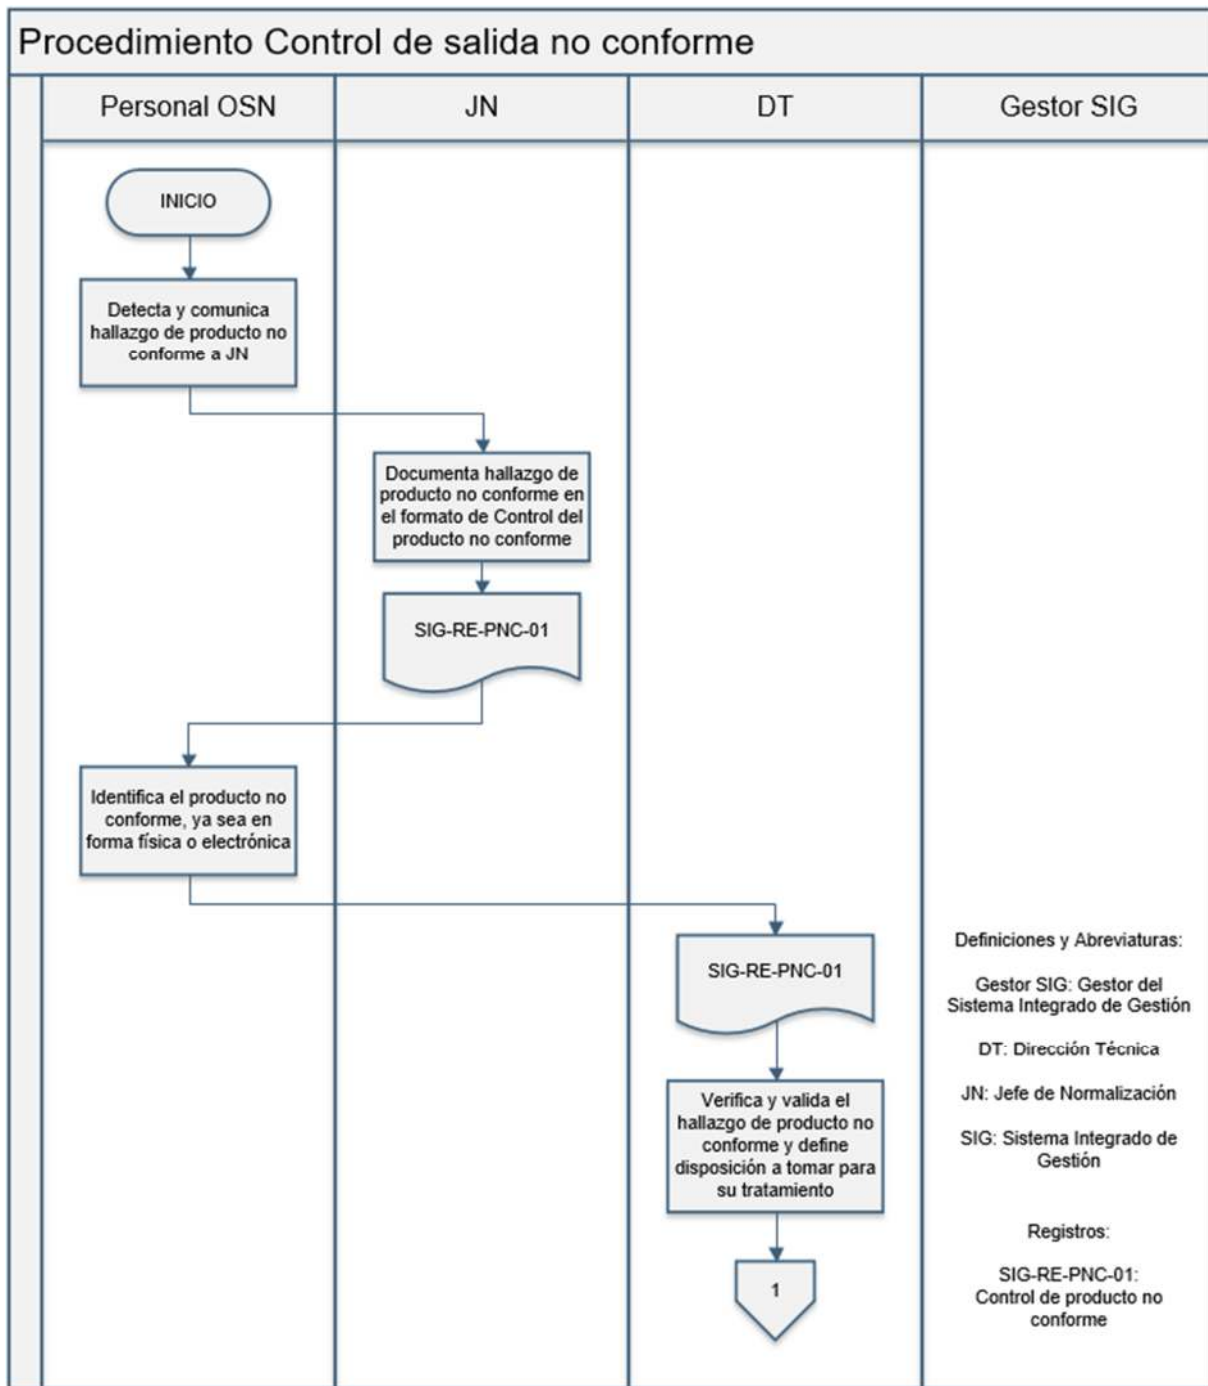 Procedimiento Control de salida no conforme
Personal OSN
JN
DT
Gestor SIG
INICIO
Detecta y comunica
hallazgo de producto no
conforme a JN
Documenta hallazgo de
producto no conforme en
el formato de Control del
producto no conforme
SIG-RE-PNC-01
Identifica el producto no
conforme, ya sea en
forma física o electrónica
SIG-RE-PNC-01
Verifica y valida el
hallazgo de producto no
conforme y define
disposición a tomar para
su tratamiento
1
Definiciones y Abreviaturas:
Gestor SIG: Gestor del
Sistema Integrado de Gestión
DT: Dirección Técnica
JN: Jefe de Normalización
SIG: Sistema Integrado de
Gestión
Registros:
SIG-RE-PNC-01:
Control de producto no
conforme